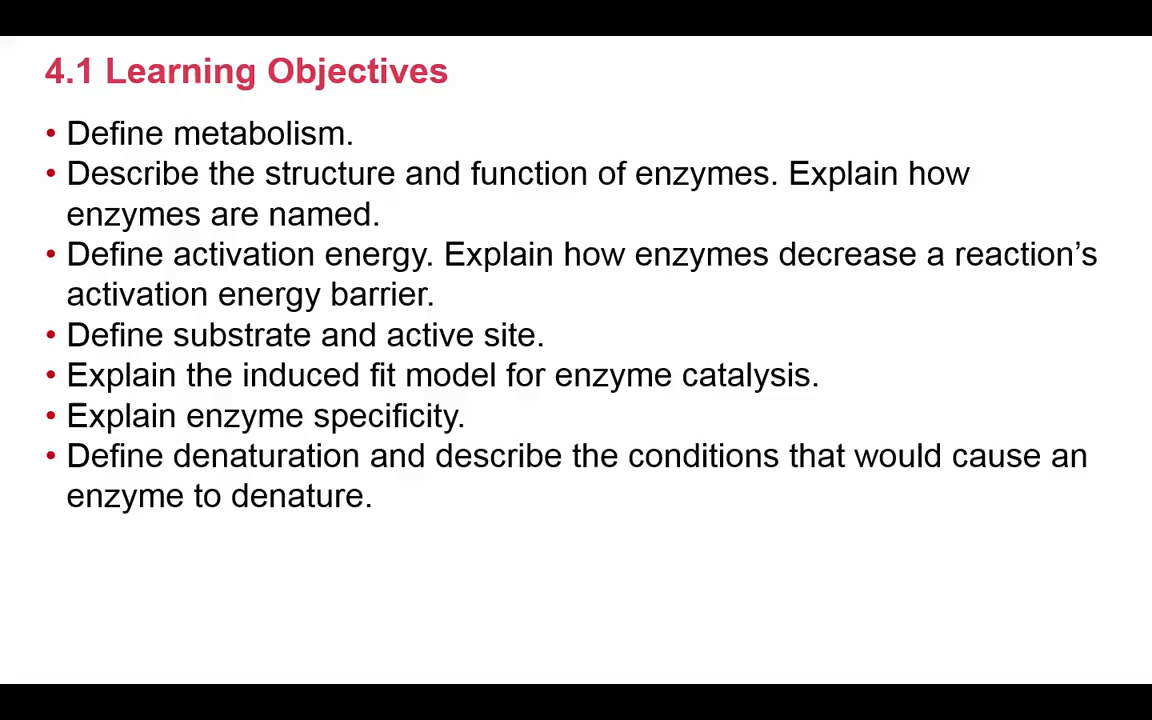 4.1 Learning Objectives
• Define metabolism.
• Describe the structure and function of enzymes. Explain how
enzymes are named.
• Define activation energy. Explain how enzymes decrease a reaction’s
activation energy barrier.
• Define substrate and active site.
• Explain the induced fit model for enzyme catalysis.
• Explain enzyme specificity.
• Define denaturation and describe the conditions that would cause an
enzyme to denature.